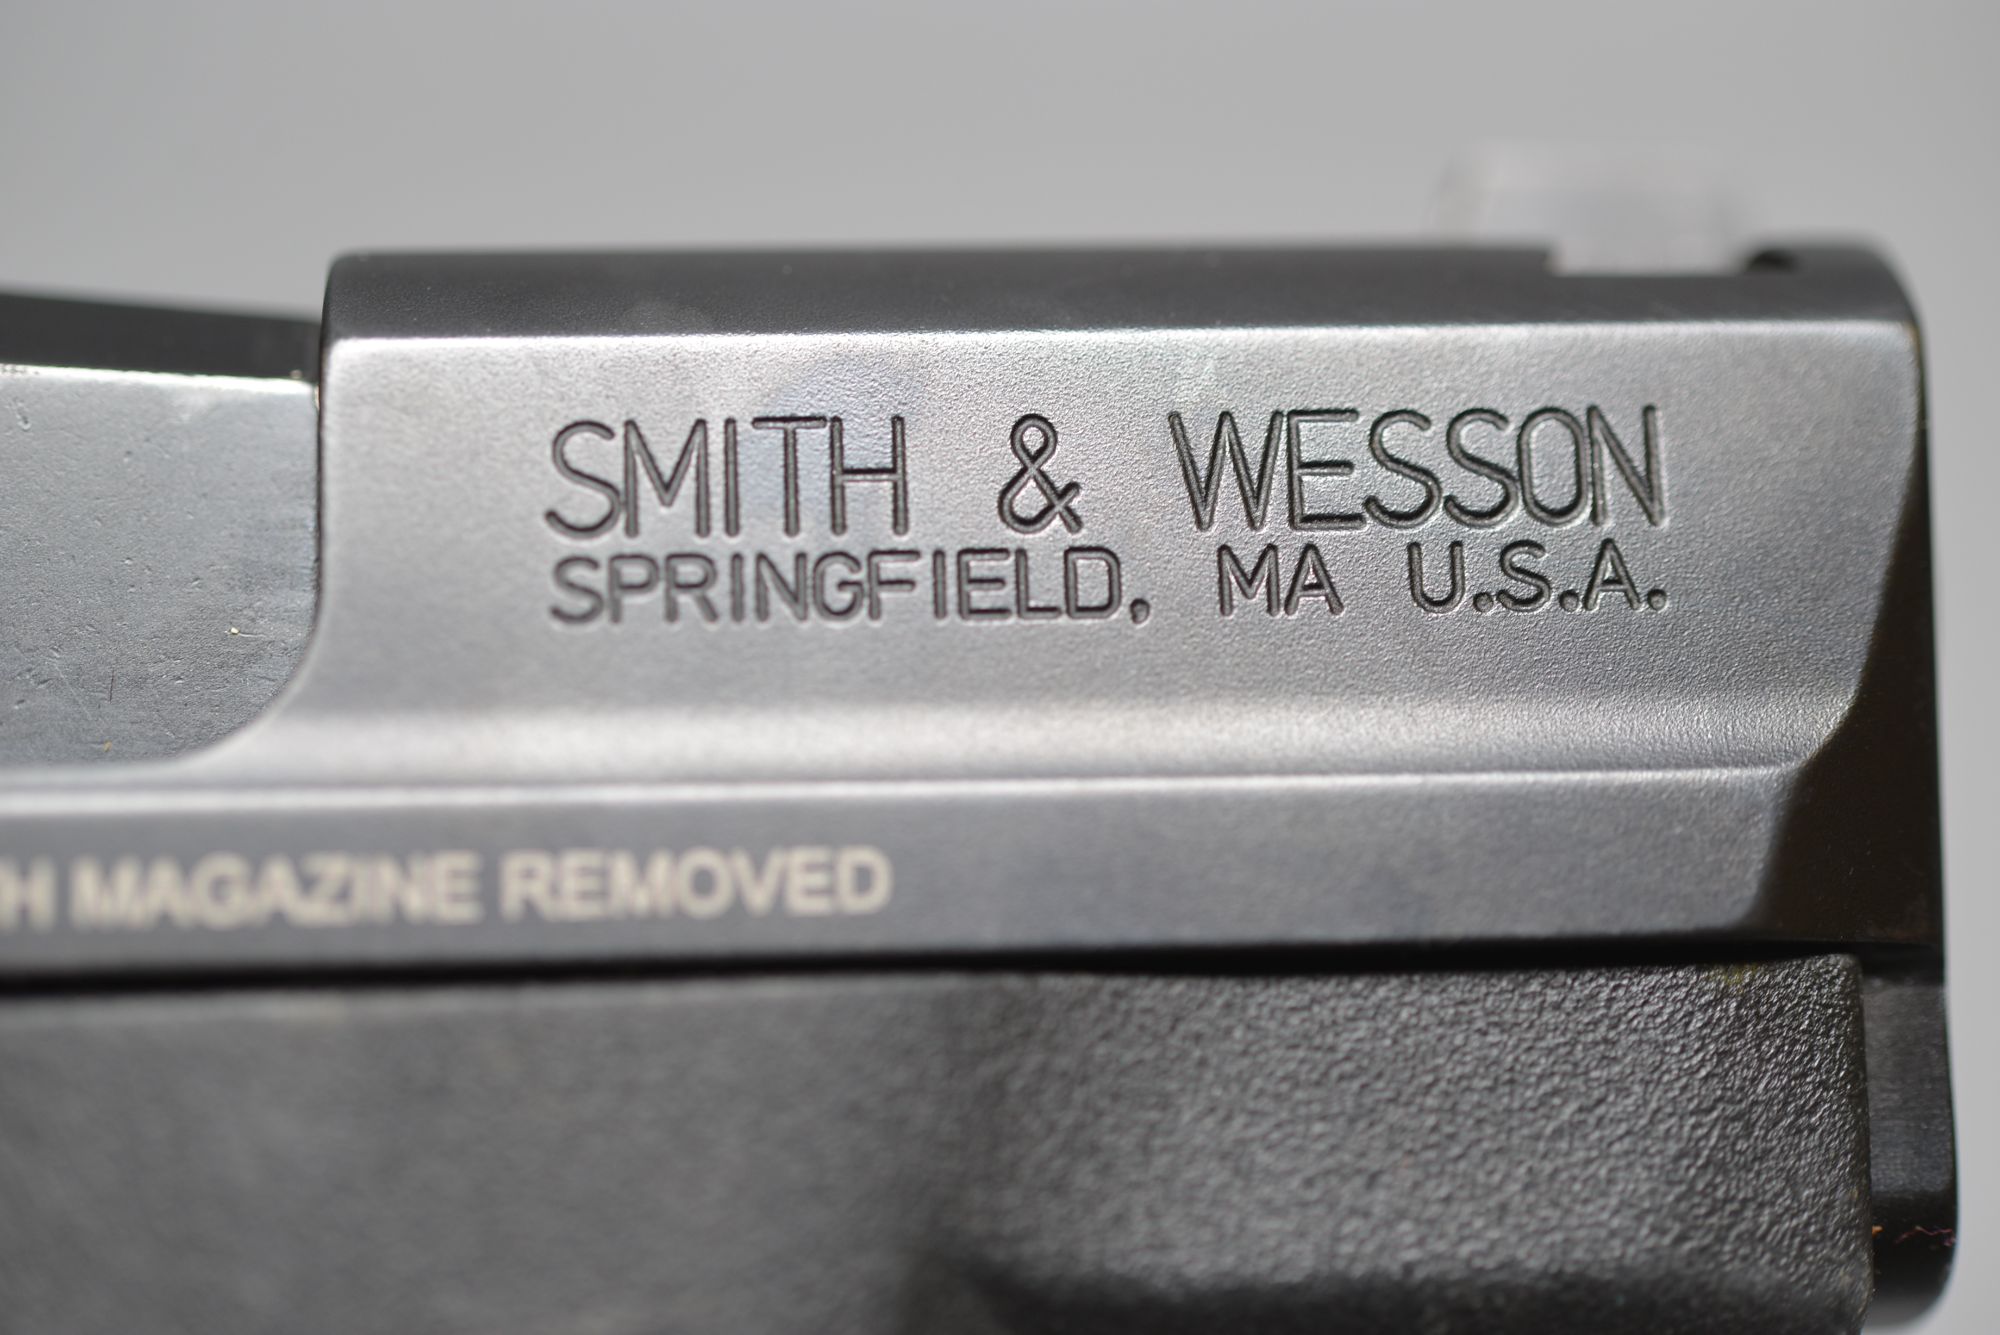 SMITH & WESSON
SPRINGFIELD, MA U.S.A.
H MAGAZINE REMOVED